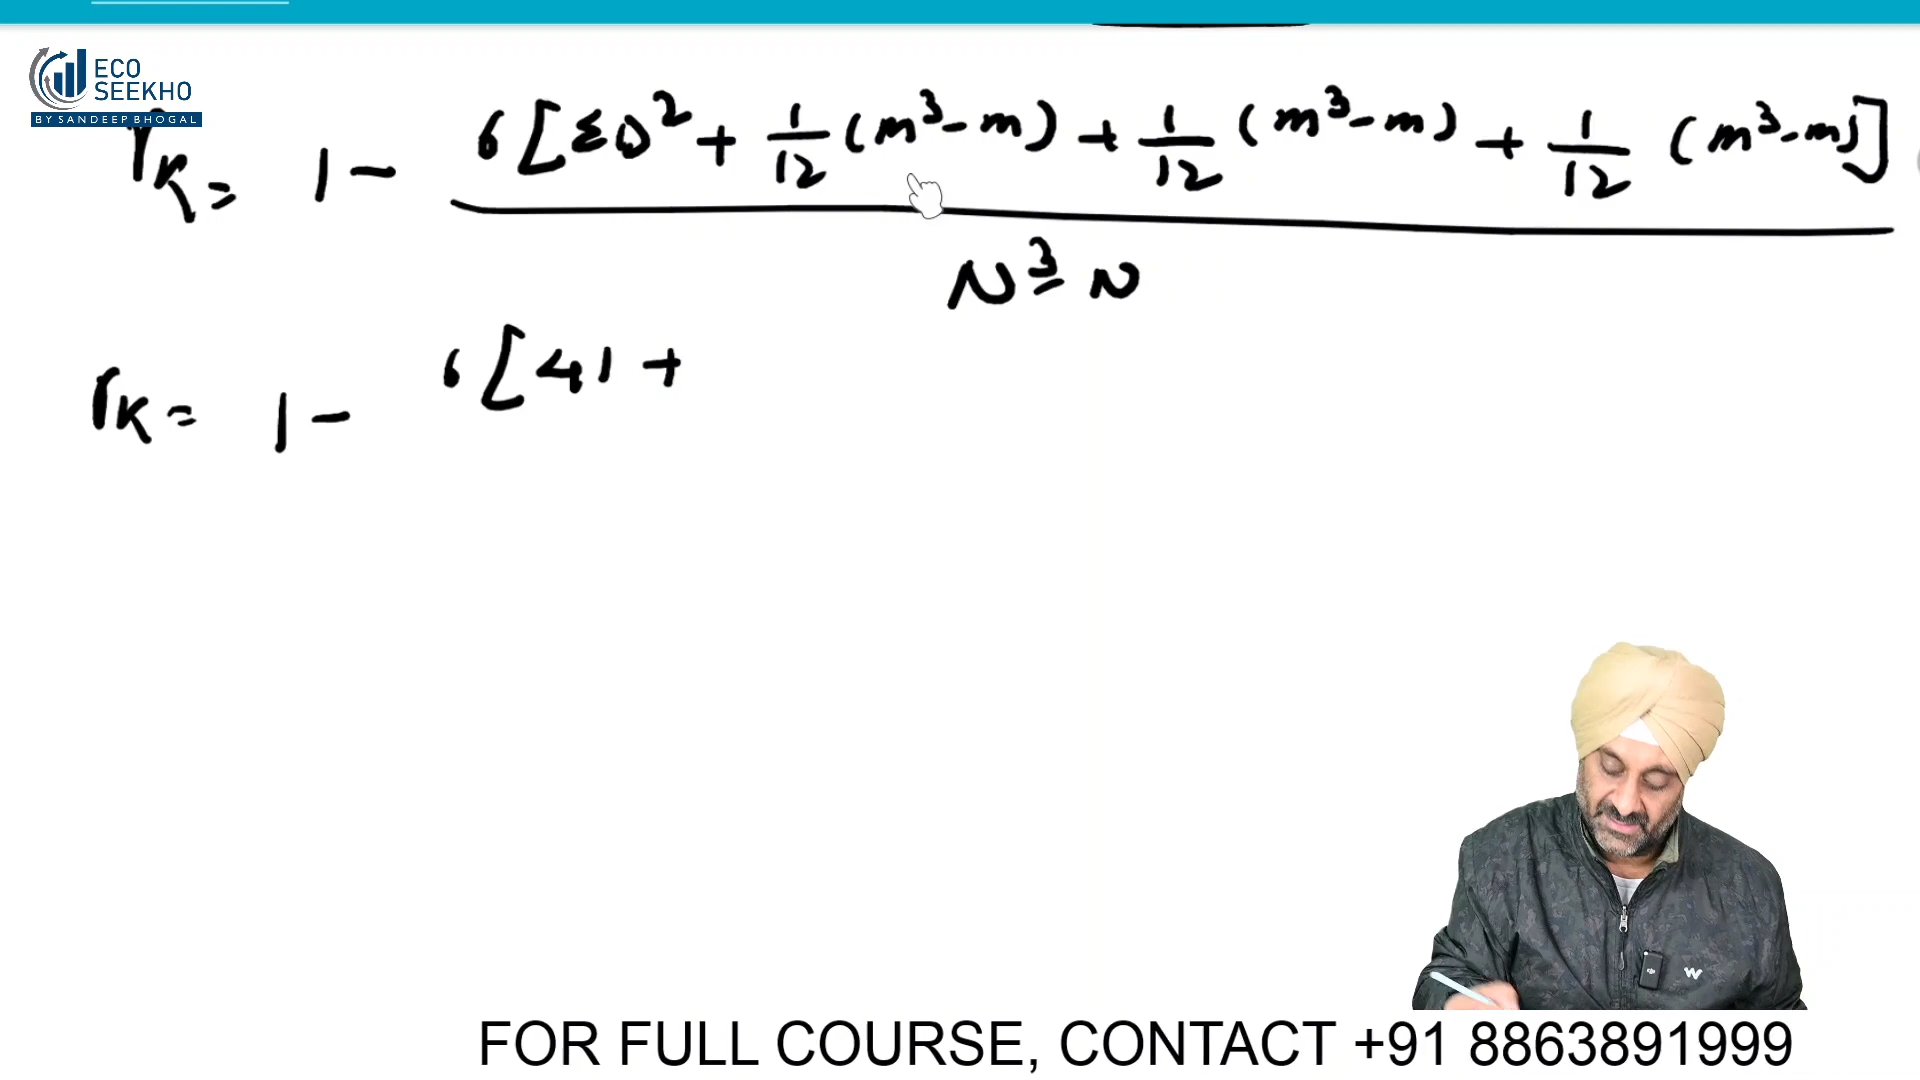 ECO
SEEKHO
BY SANDEEP BHOGAL
rK = 1 - 6[ΣD² + 1/12 (m³-m) + 1/12 (m³-m) + 1/12 (m³-m)] / N³-N
rK = 1 - 6[41 +
W
FOR FULL COURSE, CONTACT +91 8863891999